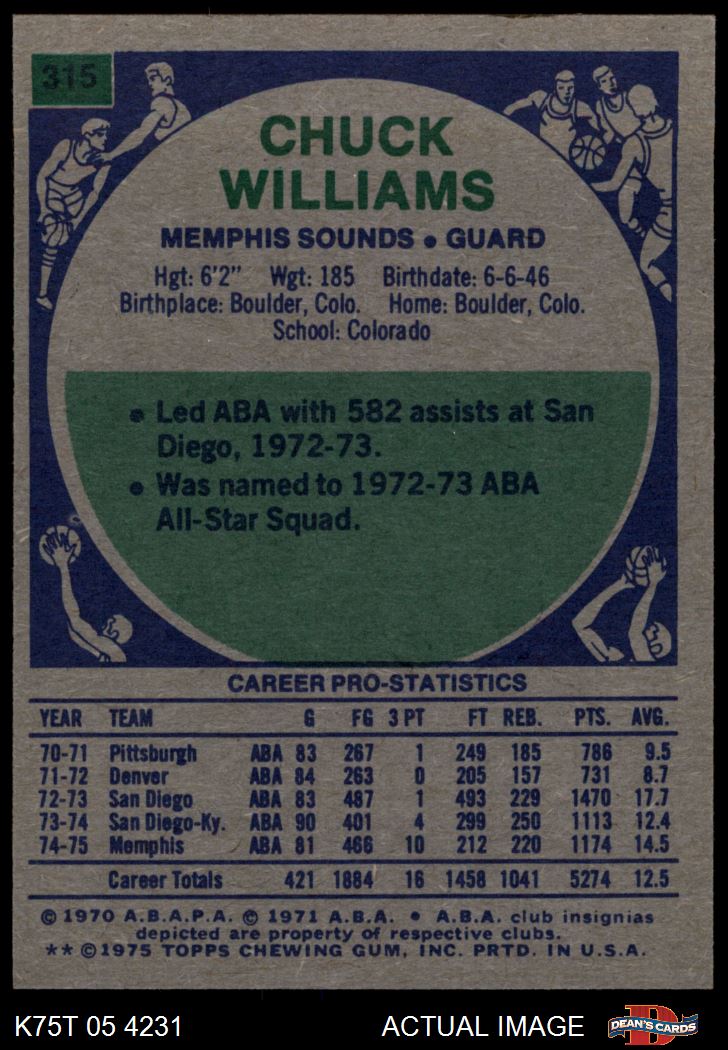 315
CHUCK
WILLIAMS
MEMPHIS SOUNDS • GUARD
Hgt: 6'2" Wgt: 185 Birthdate: 6-6-46
Birthplace: Boulder, Colo. Home: Boulder, Colo.
School: Colorado
• Led ABA with 582 assists at San
Diego, 1972-73.
• Was named to 1972-73 ABA
All-Star Squad.
CAREER PRO-STATISTICS
YEAR TEAM G FG 3 PT FT REB. PTS. AVG.
70-71 Pittsburgh ABA 83 267 1 249 185 786 9.5
71-72 Denver ABA 84 263 0 205 157 731 8.7
72-73 San Diego ABA 83 487 1 493 229 1470 17.7
73-74 San Diego-Ky. ABA 90 401 4 299 250 1113 12.4
74-75 Memphis ABA 81 466 10 212 220 1174 14.5
Career Totals 421 1884 16 1458 1041 5274 12.5
© 1970 A.B.A.P.A. © 1971 A.B.A. • A.B.A. club insignias
depicted are property of respective clubs.
** © 1975 TOPPS CHEWING GUM, INC. PRTD. IN U.S.A.
K75T 05 4231 ACTUAL IMAGE D DEAN'S CARDS